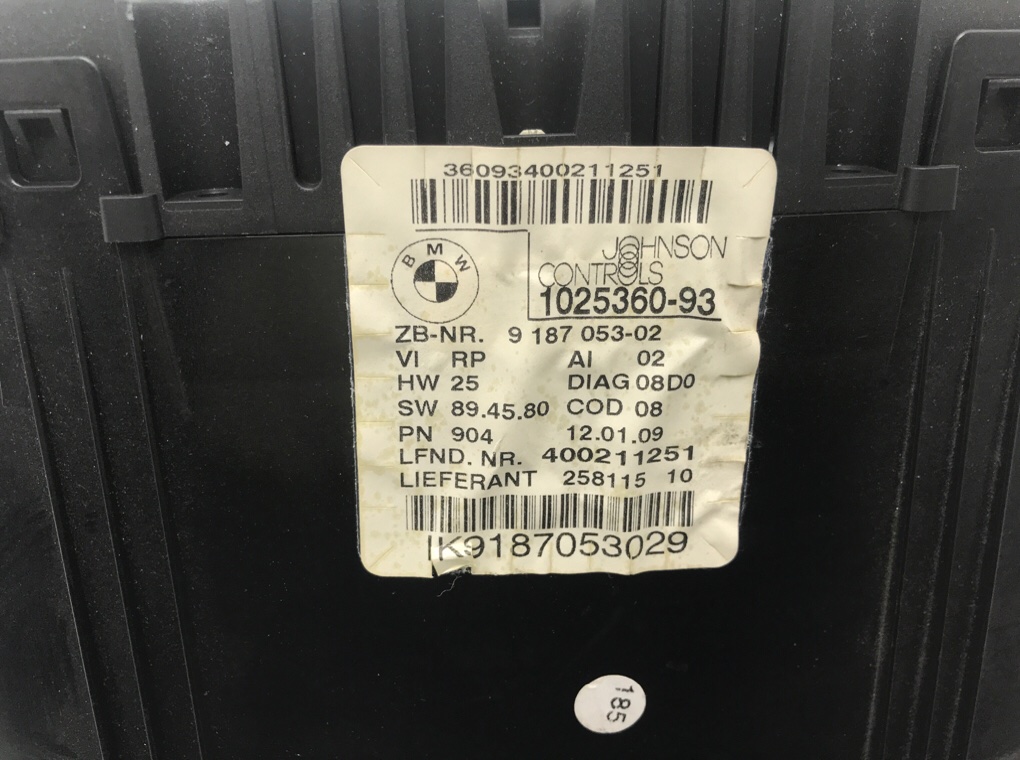 36093400211251
BMW
JOHNSON
CONTROLS
1025360-93
ZB-NR. 9 187 053-02
VI RP AI 02
HW 25 DIAG 08D0
SW 89.45.80 COD 08
PN 904 12.01.09
LFND. NR. 400211251
LIEFERANT 258115 10
IK9187053029
185